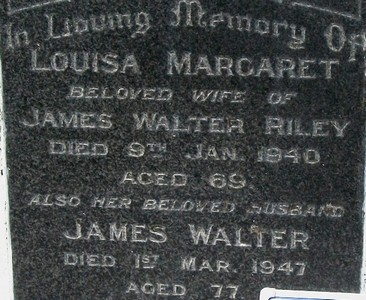 In Loving Memory Of
LOUISA MARGARET
BELOVED WIFE OF
JAMES WALTER RILEY
DIED 9TH JAN. 1940
AGED 69.
ALSO HER BELOVED HUSBAND
JAMES WALTER
DIED 1ST MAR. 1947
AGED 77